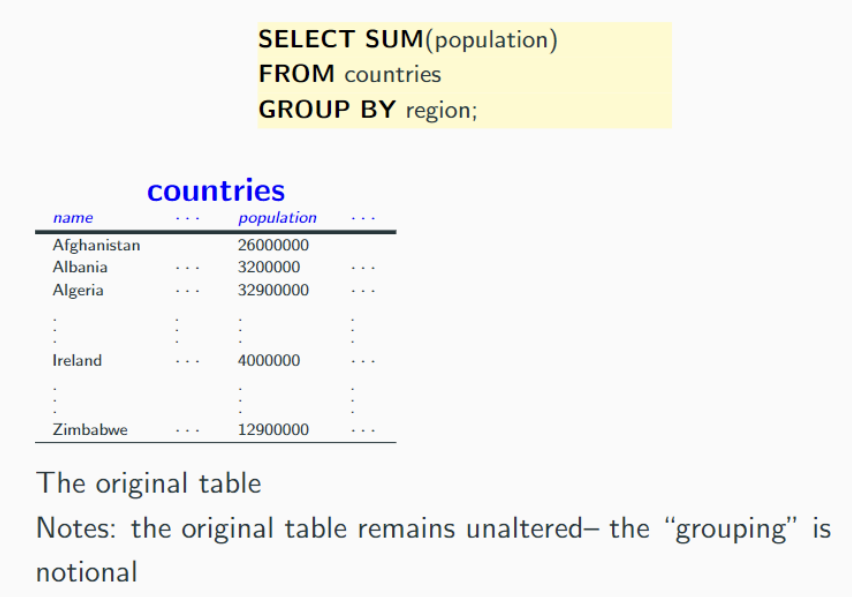 SELECT SUM(population)
FROM countries
GROUP BY region;
countries
name ... population ...
Afghanistan 26000000
Albania ... 3200000 ...
Algeria ... 32900000 ...
. . . .
. . . .
. . . .
Ireland ... 4000000 ...
. . .
. . .
. . .
Zimbabwe ... 12900000 ...
The original table
Notes: the original table remains unaltered– the “grouping” is
notional